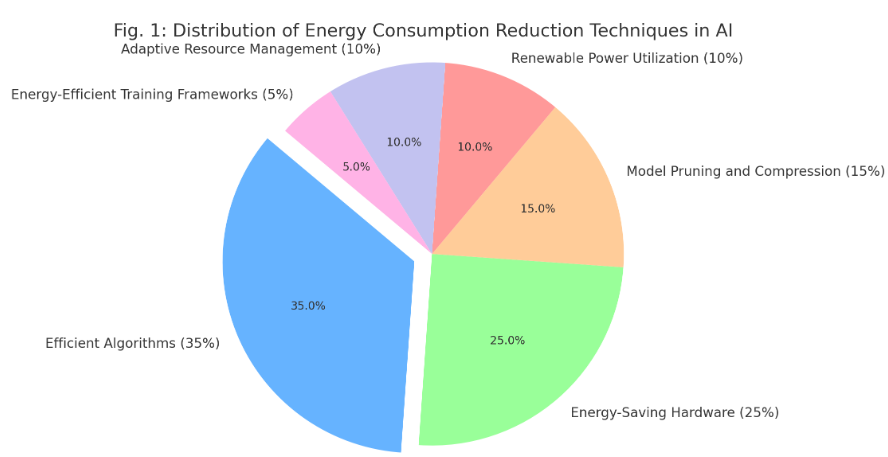 Fig. 1: Distribution of Energy Consumption Reduction Techniques in AI
Adaptive Resource Management (10%)
Renewable Power Utilization (10%)
Energy-Efficient Training Frameworks (5%)
10.0%
10.0%
5.0%
Model Pruning and Compression (15%)
15.0%
35.0%
25.0%
Efficient Algorithms (35%)
Energy-Saving Hardware (25%)